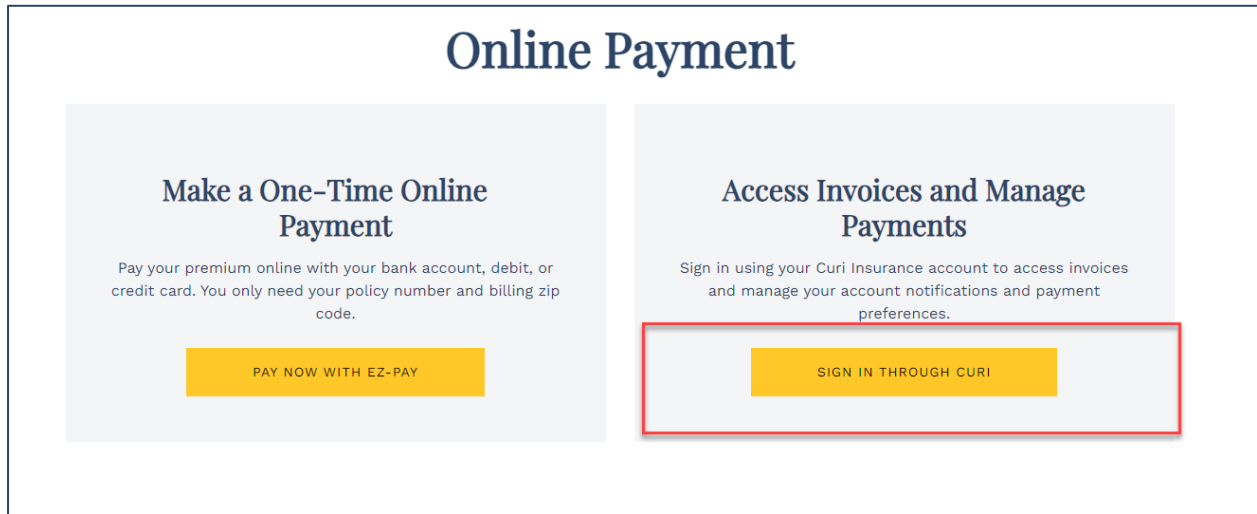 Online Payment
Make a One-Time Online
Payment
Pay your premium online with your bank account, debit, or
credit card. You only need your policy number and billing zip
code.
PAY NOW WITH EZ-PAY
Access Invoices and Manage
Payments
Sign in using your Curi Insurance account to access invoices
and manage your account notifications and payment
preferences.
SIGN IN THROUGH CURI